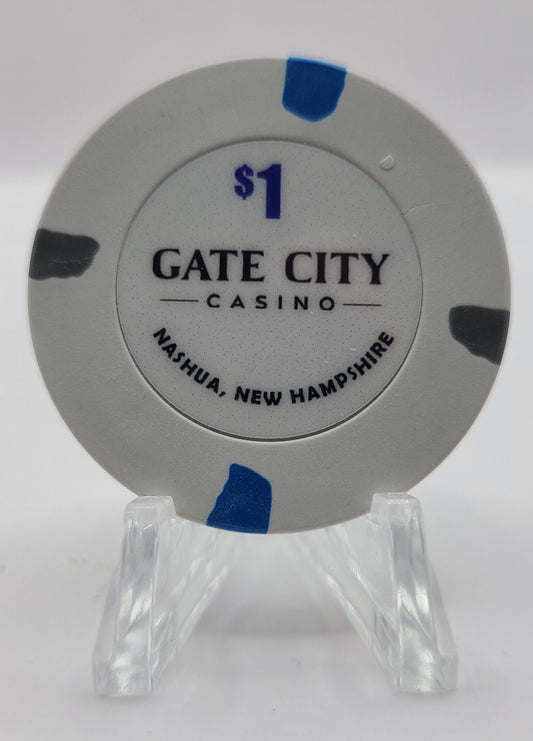 $1
GATE CITY
CASINO
NASHUA, NEW HAMPSHIRE